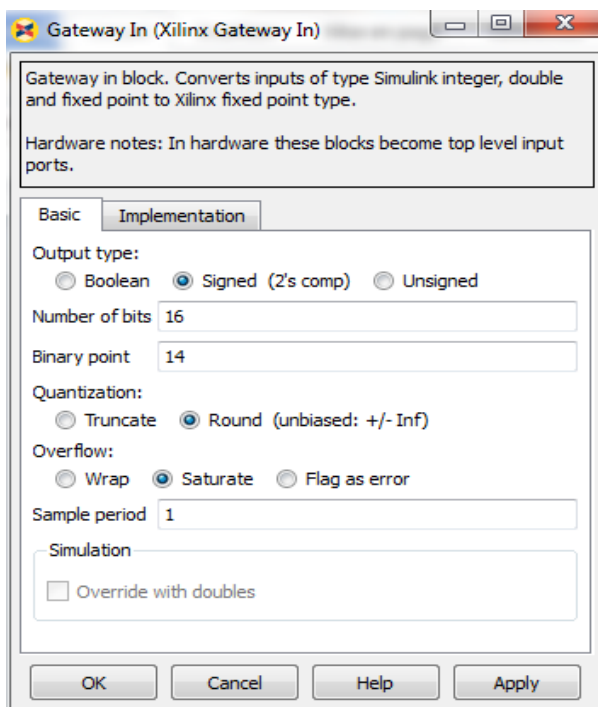 Gateway In (Xilinx Gateway In)
Gateway in block. Converts inputs of type Simulink integer, double
and fixed point to Xilinx fixed point type.
Hardware notes: In hardware these blocks become top level input
ports.
Basic Implementation
Output type:
Boolean Signed (2's comp) Unsigned
Number of bits 16
Binary point 14
Quantization:
Truncate Round (unbiased: +/- Inf)
Overflow:
Wrap Saturate Flag as error
Sample period 1
Simulation
Override with doubles
OK Cancel Help Apply